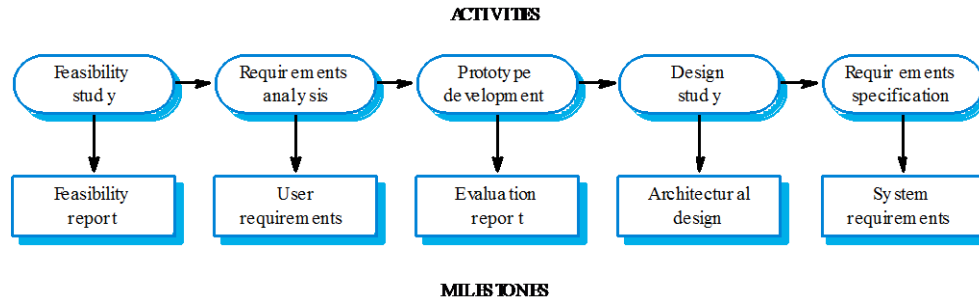 ACTIVITES
Feasibility
study
Requirements
analysis
Prototype
development
Design
study
Requirements
specification
Feasibility
report
User
requirements
Evaluation
report
Architectural
design
System
requirements
MILESTONES